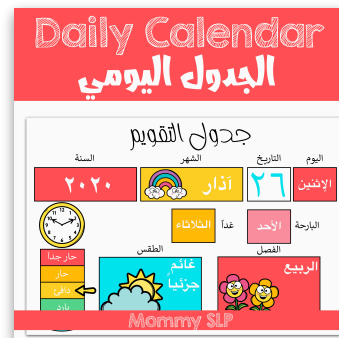 Daily Calendar
الجدول اليومي
جدول التقويم
اليوم التاريخ الشهر السنة
الإثنين ٢٦ آذار ٢٠٢٠
البارحة الأحد غداً الثلاثاء
الفصل الطقس
الربيع
غائم
جزئياً
حار جداً
حار
دافئ
بارد
Mommy SLP